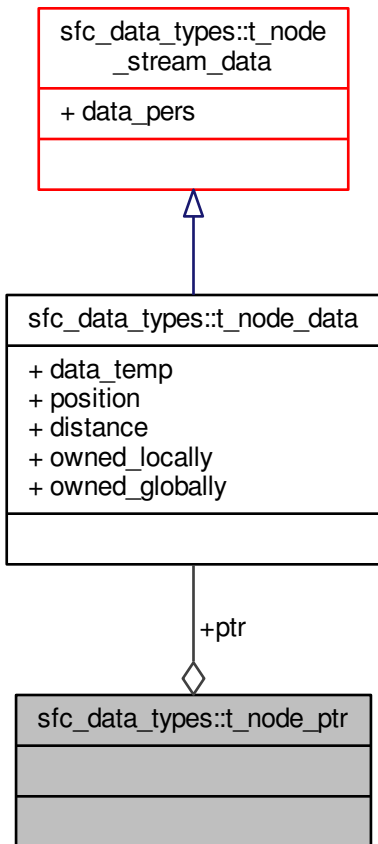 sfc_data_types::t_node
_stream_data
+ data_pers
sfc_data_types::t_node_data
+ data_temp
+ position
+ distance
+ owned_locally
+ owned_globally
+ptr
sfc_data_types::t_node_ptr